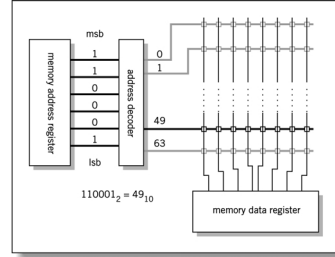 msb
memory address register
1
1
0
0
0
1
lsb
address decoder
0
1
49
63
110001₂ = 49₁₀
memory data register